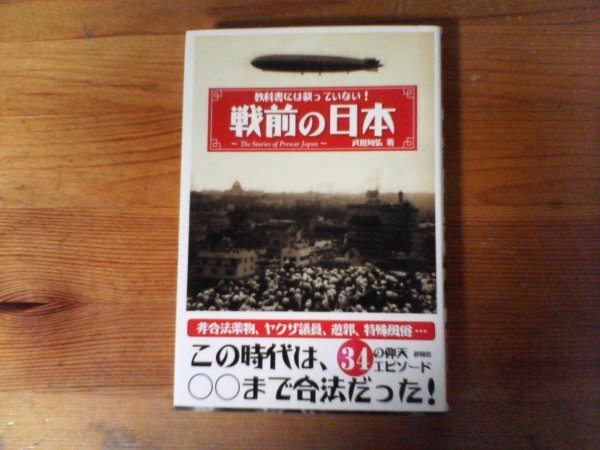 教科書には載っていない!
戦前の日本
~ The Stories of Prewar Japan ~
武田知弘 著
非合法薬物、ヤクザ議員、遊郭、特殊風俗…
この時代は、34の仰天エピソード 彩図社
○○まで合法だった!